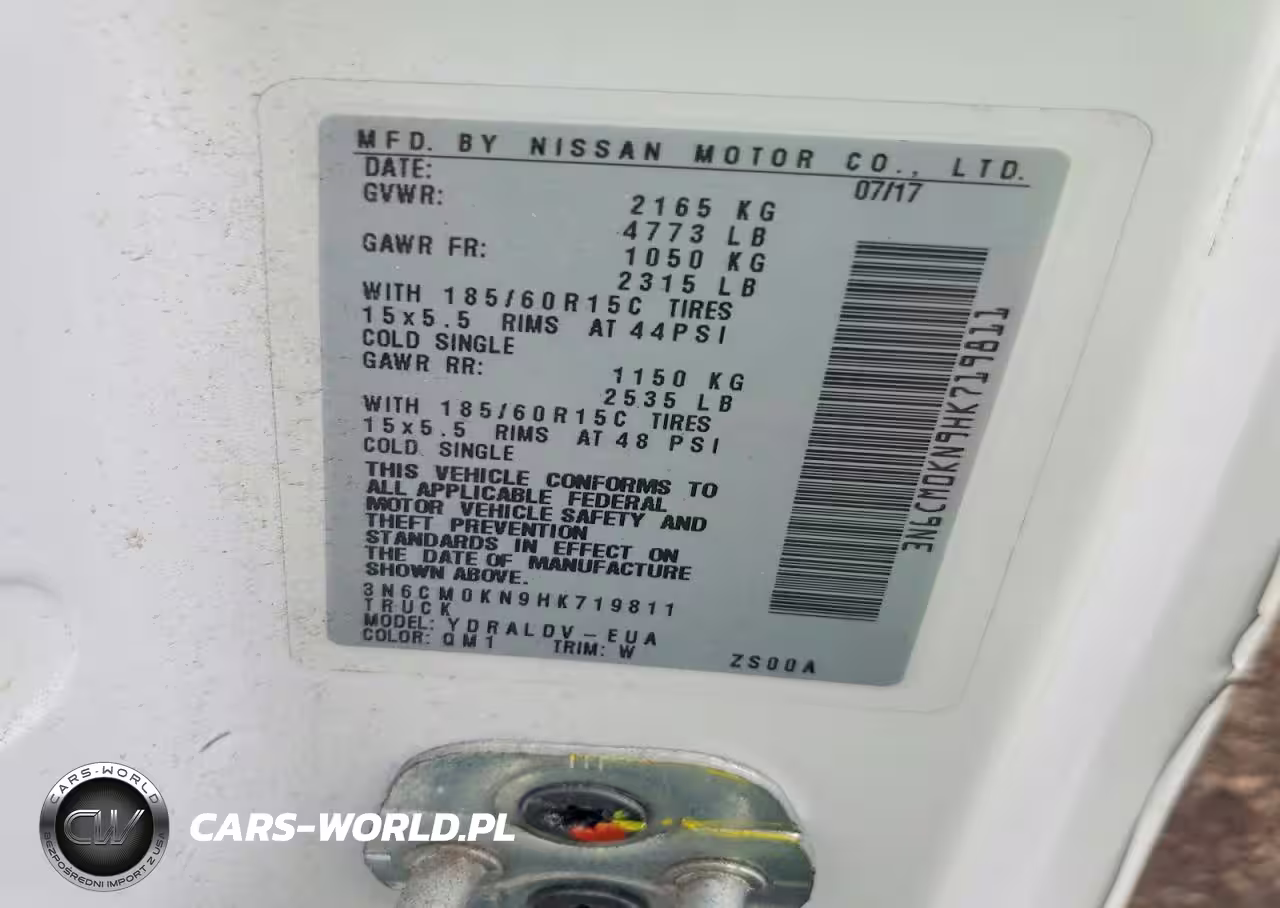 MFD. BY NISSAN MOTOR CO., LTD.
DATE: 07/17
GVWR: 2165 KG
4773 LB
GAWR FR: 1050 KG
2315 LB
WITH 185/60R15C TIRES
15x5.5 RIMS AT 44PSI
COLD SINGLE
GAWR RR: 1150 KG
2535 LB
WITH 185/60R15C TIRES
15x5.5 RIMS AT 48 PSI
COLD SINGLE
THIS VEHICLE CONFORMS TO
ALL APPLICABLE FEDERAL
MOTOR VEHICLE SAFETY AND
THEFT PREVENTION
STANDARDS IN EFFECT ON
THE DATE OF MANUFACTURE
SHOWN ABOVE.
3N6CM0KN9HK719811
TRUCK
MODEL: YDRALDV-EUA
COLOR: QM1 TRIM: W
ZS00A
3N6CM0KN9HK719811
CARS-WORLD
CW
BEZPOŚREDNI IMPORT Z USA
CARS-WORLD.PL